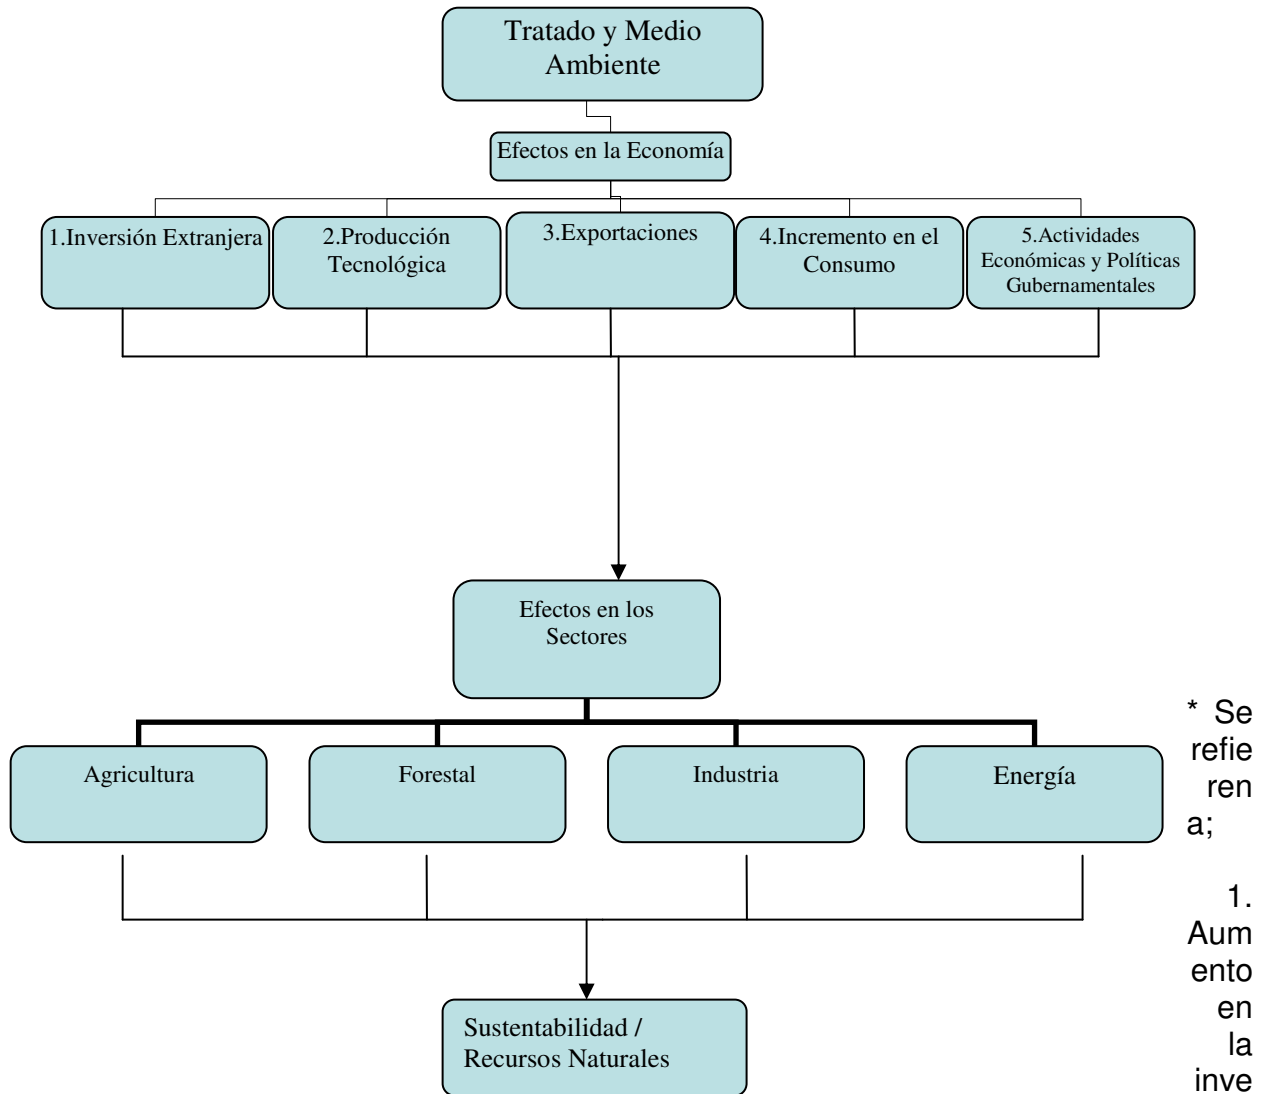 Tratado y Medio
Ambiente
Efectos en la Economía
1.Inversión Extranjera
2.Producción
Tecnológica
3.Exportaciones
4.Incremento en el
Consumo
5.Actividades
Económicas y Políticas
Gubernamentales
Efectos en los
Sectores
Agricultura
Forestal
Industria
Energía
Sustentabilidad /
Recursos Naturales
* Se
refie
ren
a;
1.
Aum
ento
en
la
inve